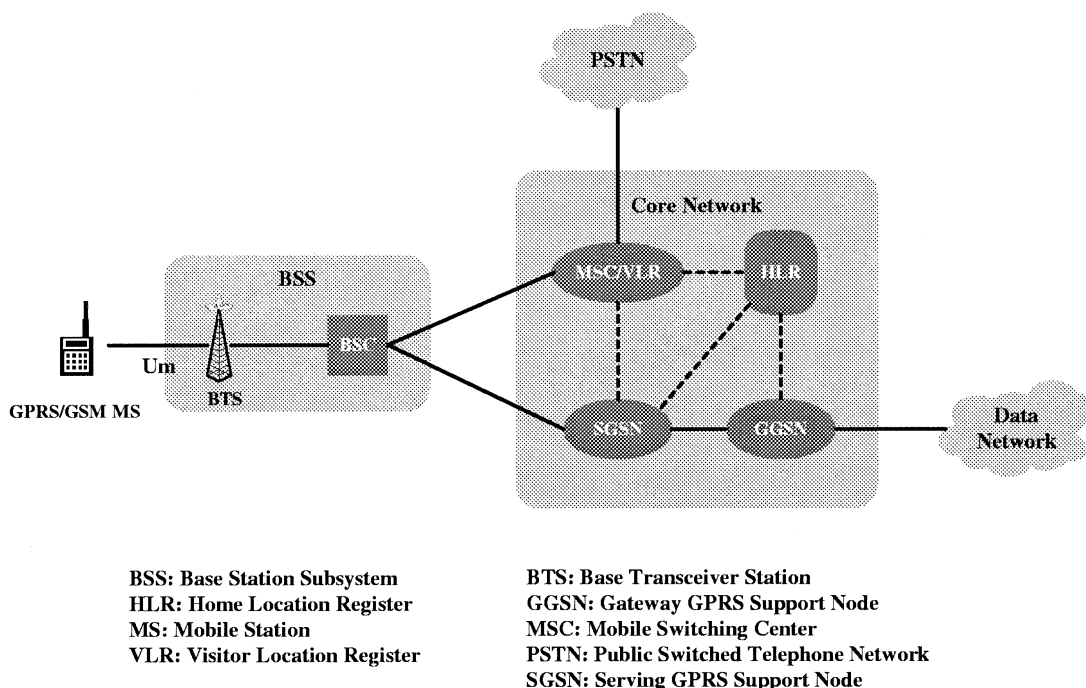 PSTN
Core Network
MSC/VLR
HLR
BSS
BSC
Um
BTS
GPRS/GSM MS
SGSN
GGSN
Data
Network
BSS: Base Station Subsystem
HLR: Home Location Register
MS: Mobile Station
VLR: Visitor Location Register
BTS: Base Transceiver Station
GGSN: Gateway GPRS Support Node
MSC: Mobile Switching Center
PSTN: Public Switched Telephone Network
SGSN: Serving GPRS Support Node